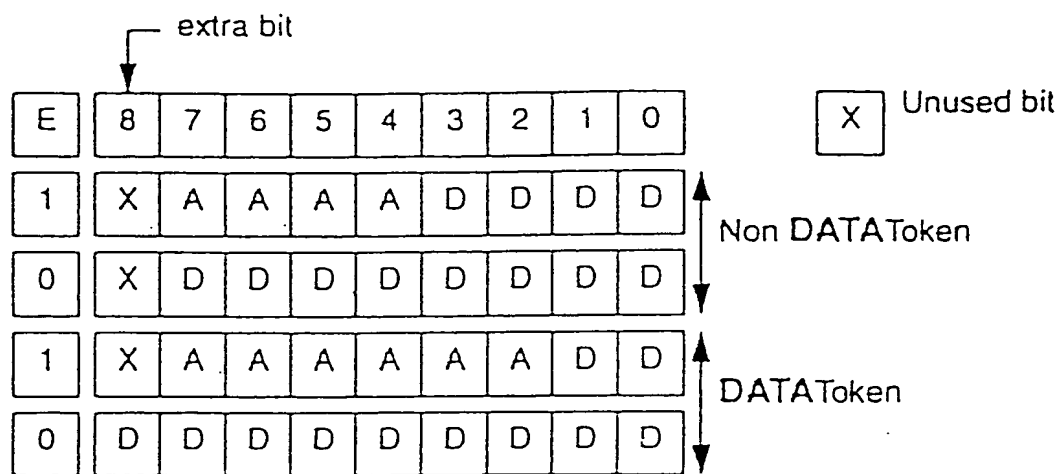 extra bit
E 8 7 6 5 4 3 2 1 0
X Unused bit
1 X A A A A D D D D
Non DATAToken
0 X D D D D D D D D
1 X A A A A A A D D
DATAToken
0 D D D D D D D D D